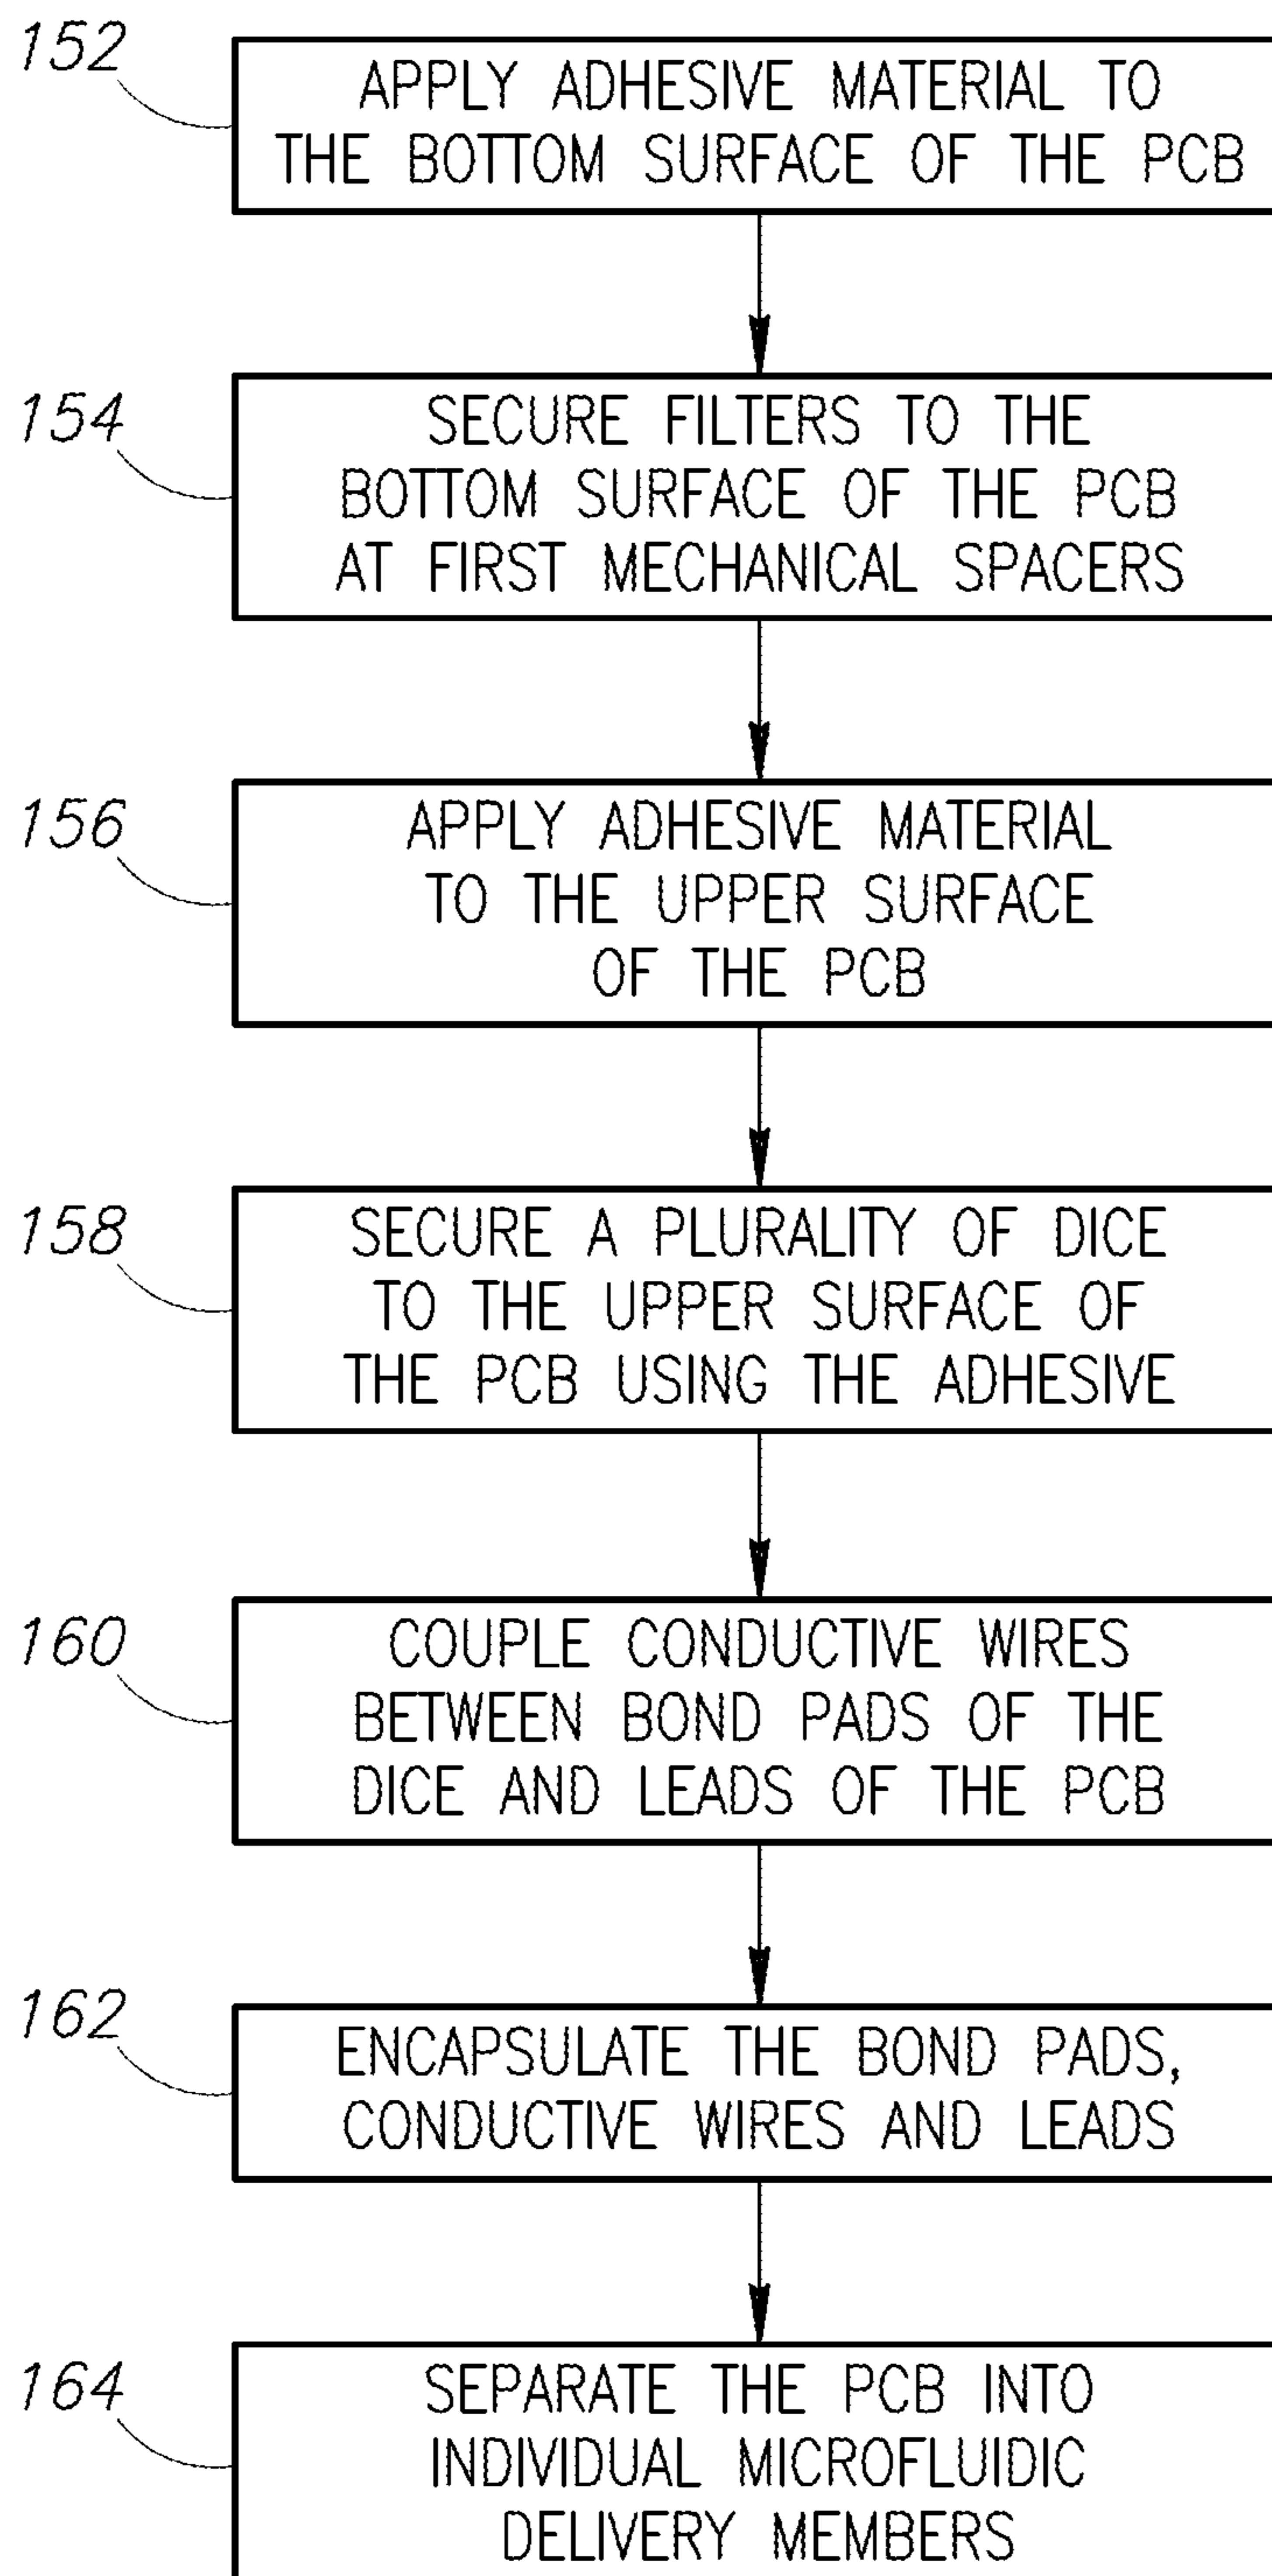 152
APPLY ADHESIVE MATERIAL TO
THE BOTTOM SURFACE OF THE PCB
154
SECURE FILTERS TO THE
BOTTOM SURFACE OF THE PCB
AT FIRST MECHANICAL SPACERS
156
APPLY ADHESIVE MATERIAL
TO THE UPPER SURFACE
OF THE PCB
158
SECURE A PLURALITY OF DICE
TO THE UPPER SURFACE OF
THE PCB USING THE ADHESIVE
160
COUPLE CONDUCTIVE WIRES
BETWEEN BOND PADS OF THE
DICE AND LEADS OF THE PCB
162
ENCAPSULATE THE BOND PADS,
CONDUCTIVE WIRES AND LEADS
164
SEPARATE THE PCB INTO
INDIVIDUAL MICROFLUIDIC
DELIVERY MEMBERS